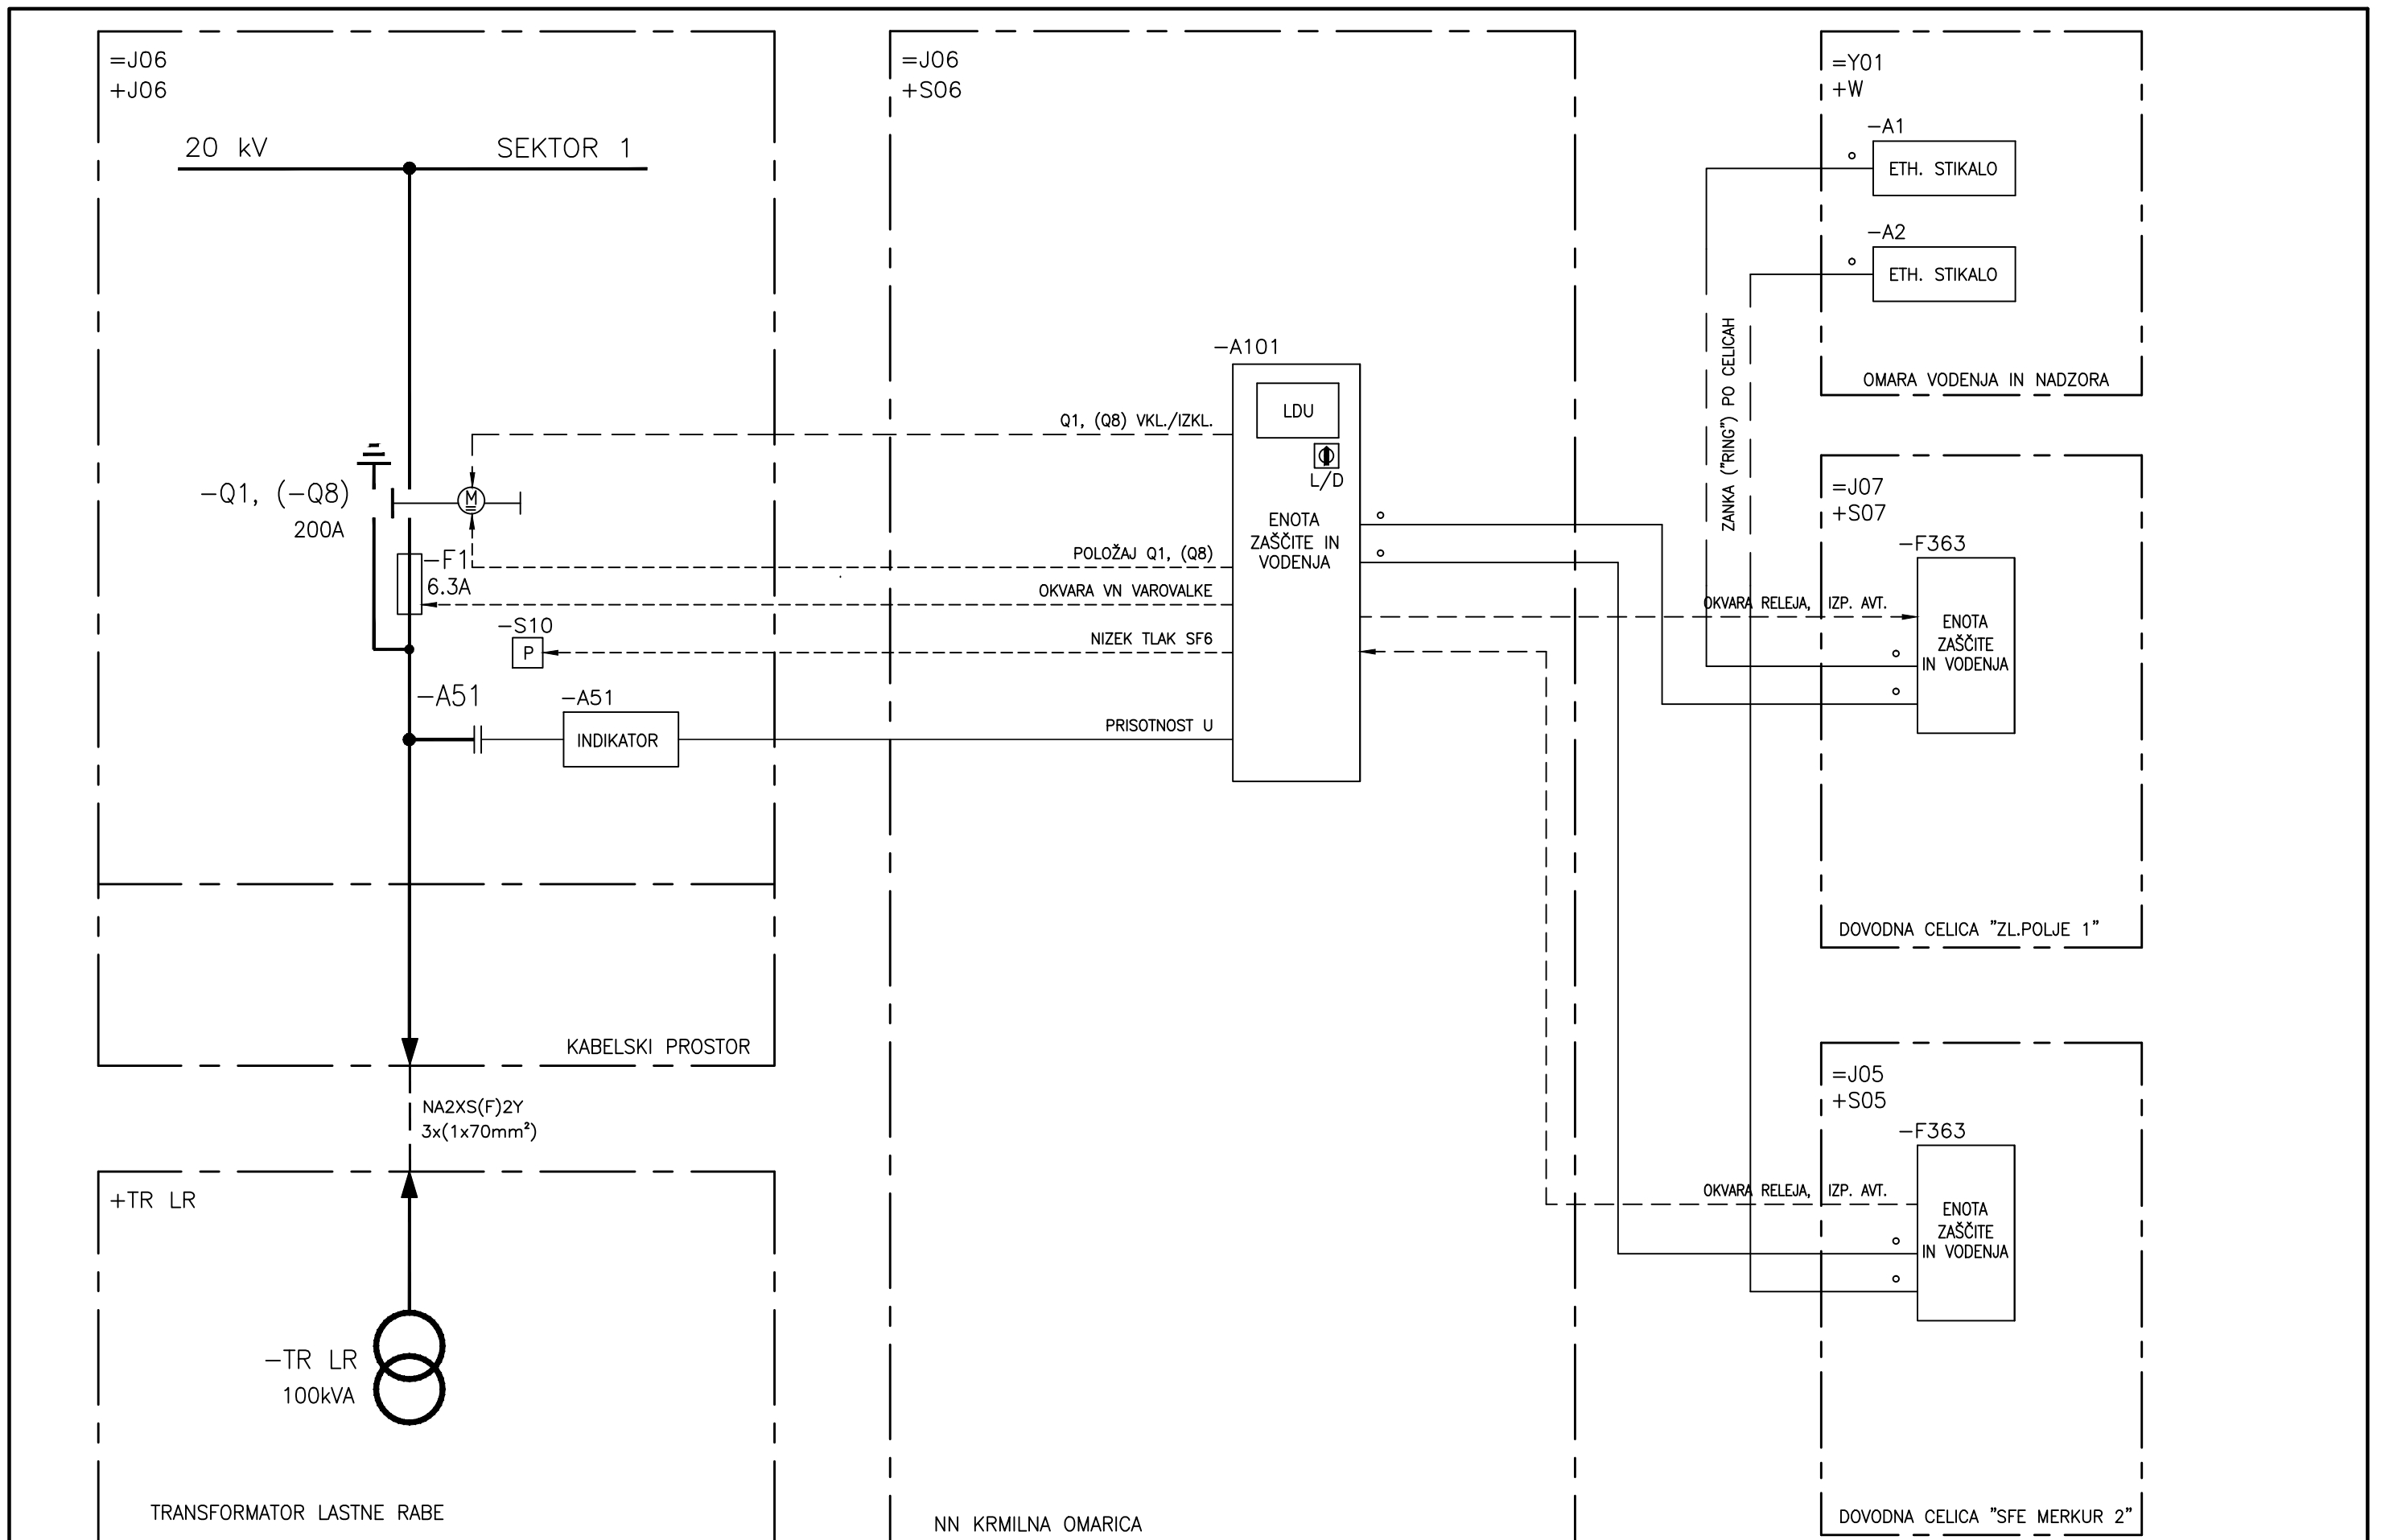 =J06
+J06
20 kV
SEKTOR 1
-Q1, (-Q8)
200A
M
-F1
6.3A
-S10
P
-A51
-A51
INDIKATOR
KABELSKI PROSTOR
NA2XS(F)2Y
3x(1x70mm²)
+TR LR
-TR LR
100kVA
TRANSFORMATOR LASTNE RABE
=J06
+S06
-A101
LDU
L/D
ENOTA
ZAŠČITE IN
VODENJA
Q1, (Q8) VKL./IZKL.
POLOŽAJ Q1, (Q8)
OKVARA VN VAROVALKE
NIZEK TLAK SF6
PRISOTNOST U
NN KRMILNA OMARICA
ZANKA ("RING") PO CELICAH
=Y01
+W
-A1
ETH. STIKALO
-A2
ETH. STIKALO
OMARA VODENJA IN NADZORA
=J07
+S07
-F363
OKVARA RELEJA, IZP. AVT.
ENOTA
ZAŠČITE
IN VODENJA
DOVODNA CELICA "ZL.POLJE 1"
=J05
+S05
-F363
OKVARA RELEJA, IZP. AVT.
ENOTA
ZAŠČITE
IN VODENJA
DOVODNA CELICA "SFE MERKUR 2"